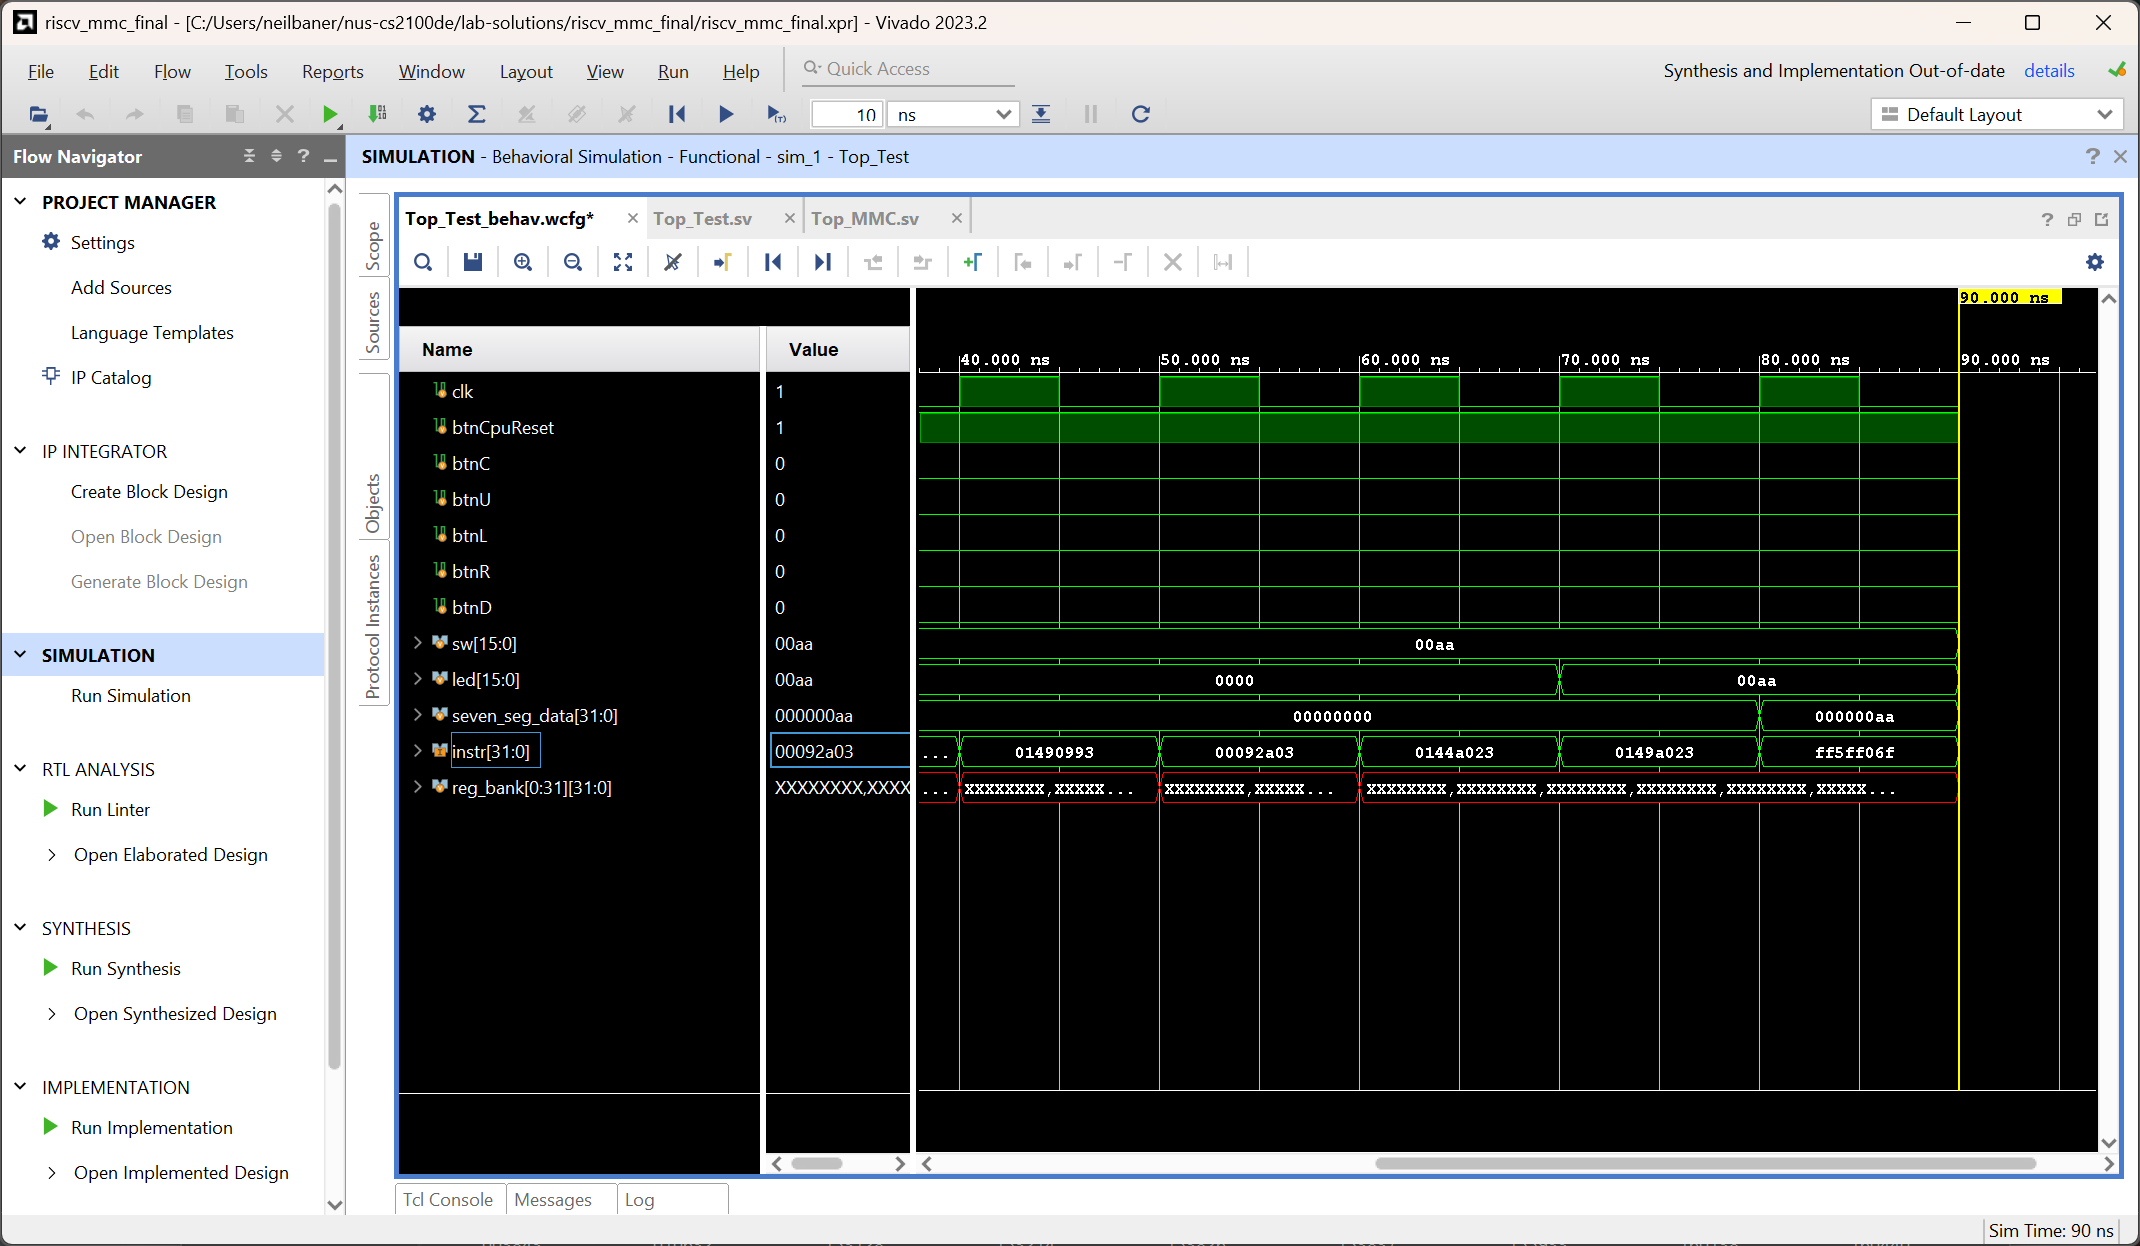 riscv_mmc_final - [C:/Users/neilbaner/nus-cs2100de/lab-solutions/riscv_mmc_final/riscv_mmc_final.xpr] - Vivado 2023.2
File Edit Flow Tools Reports Window Layout View Run Help Quick Access Synthesis and Implementation Out-of-date details
10 ns Default Layout
Flow Navigator
SIMULATION - Behavioral Simulation - Functional - sim_1 - Top_Test
PROJECT MANAGER
Settings
Add Sources
Language Templates
IP Catalog
IP INTEGRATOR
Create Block Design
Open Block Design
Generate Block Design
SIMULATION
Run Simulation
RTL ANALYSIS
Run Linter
Open Elaborated Design
SYNTHESIS
Run Synthesis
Open Synthesized Design
IMPLEMENTATION
Run Implementation
Open Implemented Design
Scope
Sources
Objects
Protocol Instances
Top_Test_behav.wcfg* Top_Test.sv Top_MMC.sv
90.000 ns
Name Value 40.000 ns 50.000 ns 60.000 ns 70.000 ns 80.000 ns 90.000 ns
clk 1
btnCpuReset 1
btnC 0
btnU 0
btnL 0
btnR 0
btnD 0
sw[15:0] 00aa 00aa
led[15:0] 00aa 0000 00aa
seven_seg_data[31:0] 000000aa 00000000 000000aa
instr[31:0] 00092a03 ... 01490993 00092a03 0144a023 0149a023 ff5ff06f
reg_bank[0:31][31:0] XXXXXXXX,XXXX ... XXXXXXXX,XXXXX... XXXXXXXX,XXXXX... XXXXXXXX,XXXXXXXX,XXXXXXXX,XXXXXXXX,XXXXXXXX,XXXXX...
Tcl Console Messages Log
Sim Time: 90 ns